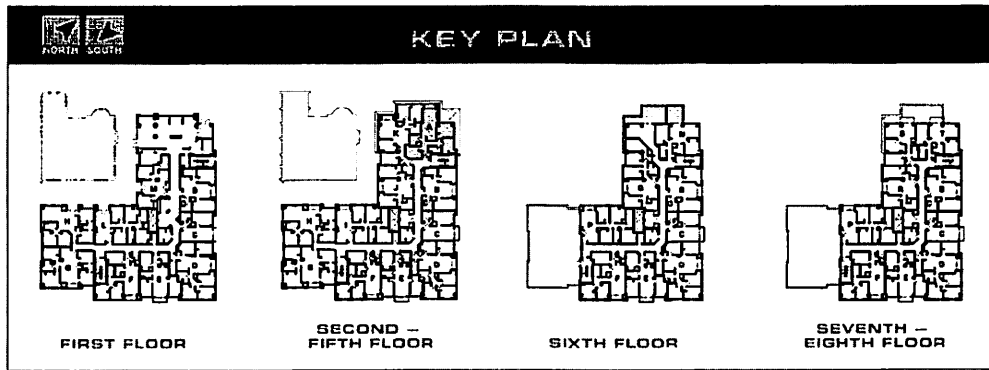 KEY PLAN
NORTH SOUTH
FIRST FLOOR
SECOND –
FIFTH FLOOR
SIXTH FLOOR
SEVENTH –
EIGHTH FLOOR